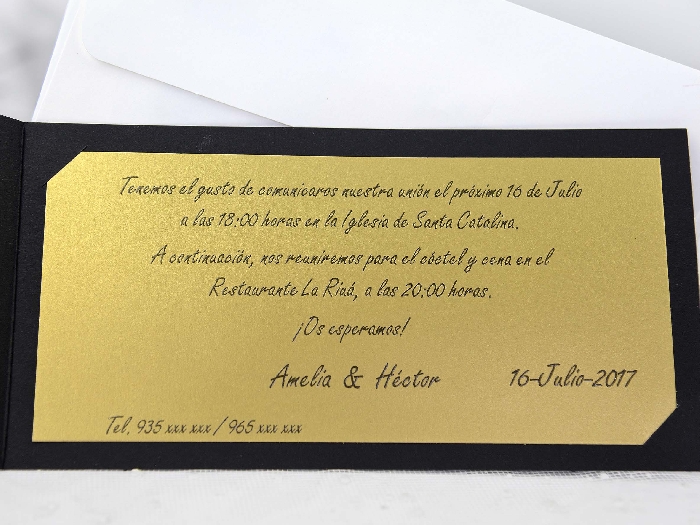 Tenemos el gusto de comunicaros nuestra unión el próximo 16 de Julio
a las 18:00 horas en la Iglesia de Santa Catalina.
A continuación, nos reuniremos para el cóctel y cena en el
Restaurante La Riuá, a las 20:00 horas.
¡Os esperamos!
Amelia & Héctor 16-Julio-2017
Tel. 935 xxx xxx / 965 xxx xxx